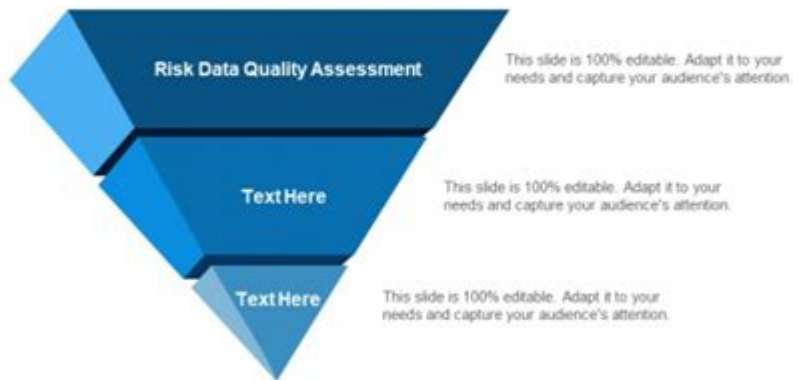 Risk Data Quality Assessment
This slide is 100% editable. Adapt it to your
needs and capture your audience's attention.
Text Here
This slide is 100% editable. Adapt it to your
needs and capture your audience's attention.
Text Here
This slide is 100% editable. Adapt it to your
needs and capture your audience's attention.